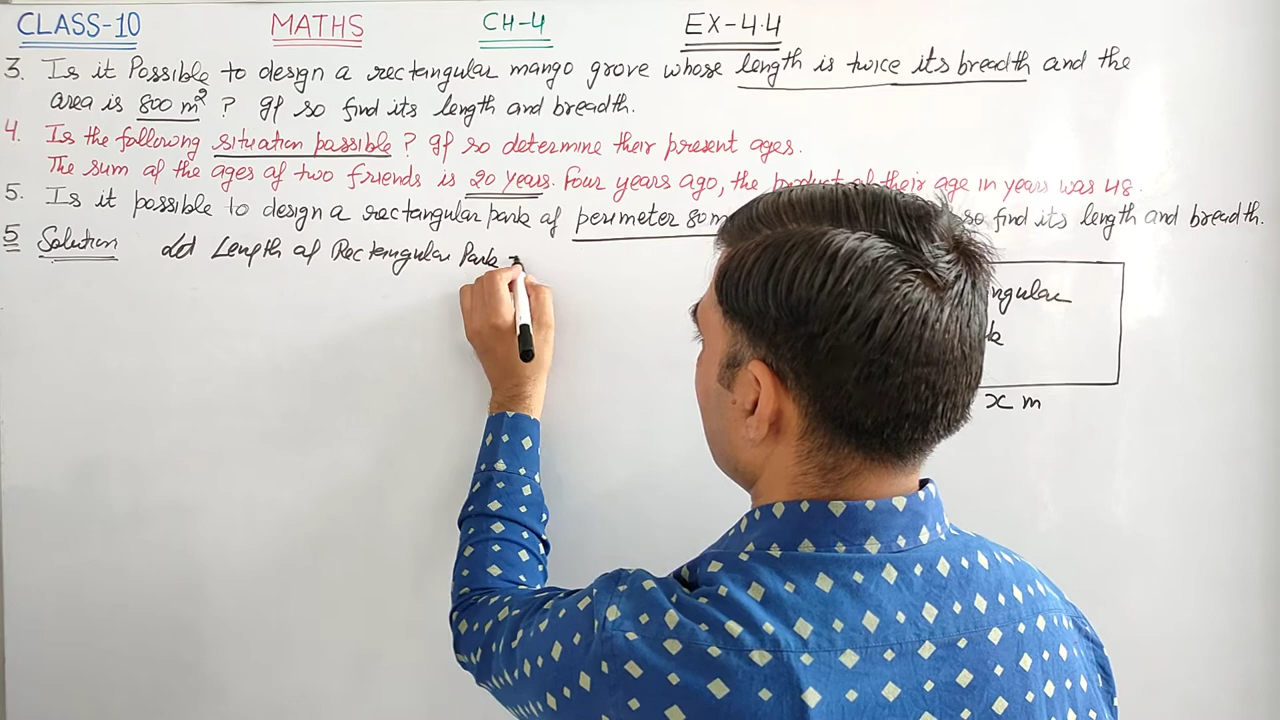 CLASS-10 MATHS CH-4 EX-4.4
3. Is it Possible to design a rectangular mango grove whose length is twice its breadth and the
area is 800 m² ? If so find its length and breadth.
4. Is the following situation possible ? If so determine their present ages.
The sum of the ages of two friends is 20 years. Four years ago, the product of their age in years was 48.
5. Is it possible to design a rectangular park of perimeter 80m so find its length and breadth.
5 Solution Let Length of Rectangular Park =
ngular
k
x m